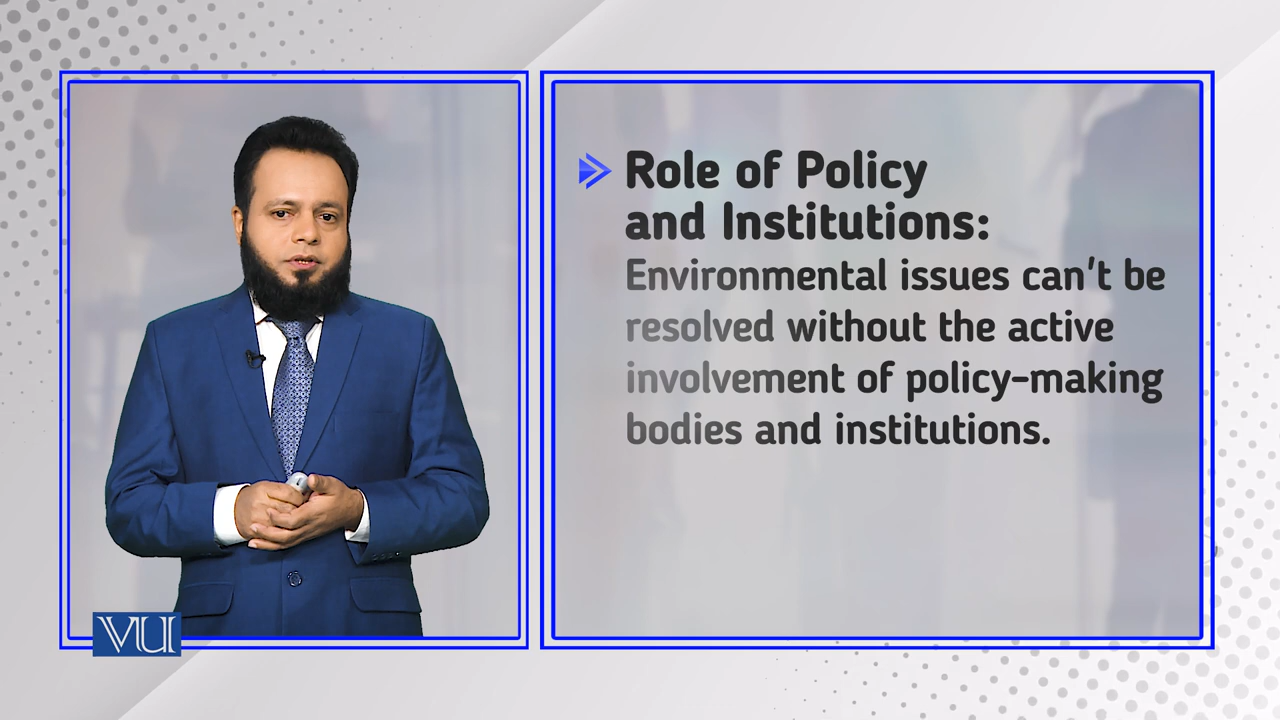 Role of Policy
and Institutions:
Environmental issues can't be
resolved without the active
involvement of policy-making
bodies and institutions.
VU